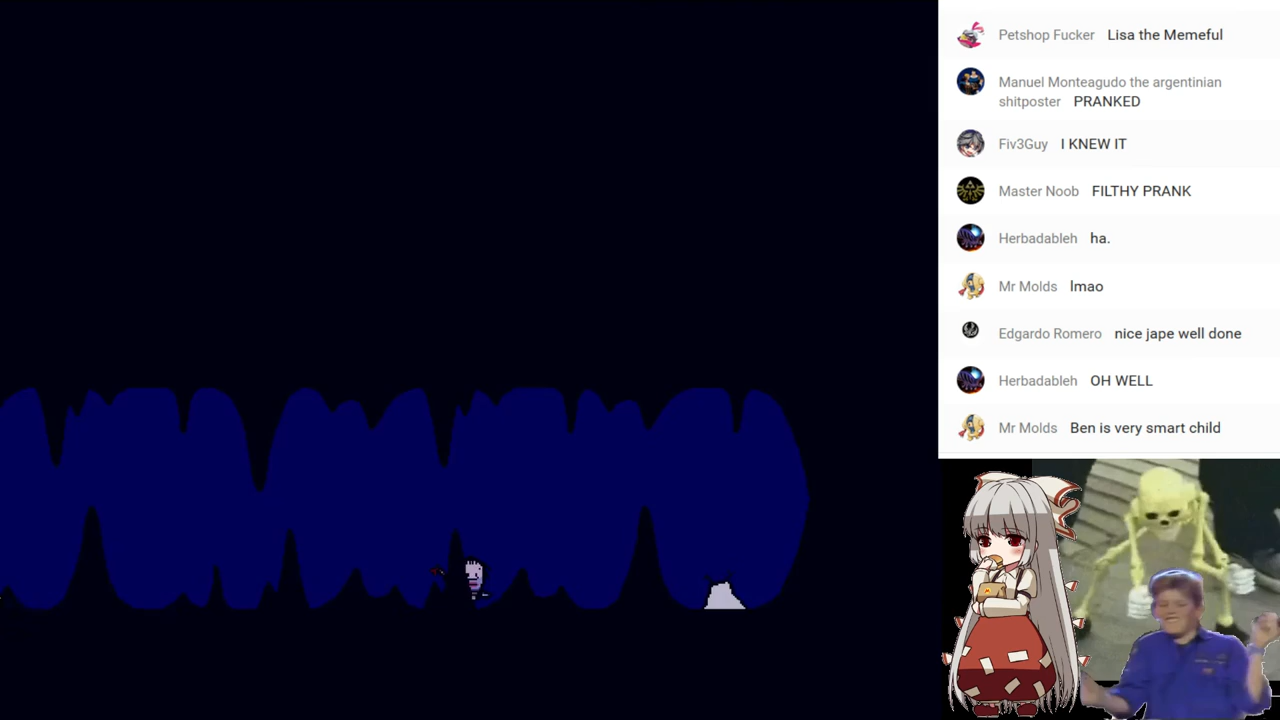 Petshop Fucker Lisa the Memeful
Manuel Monteagudo the argentinian
shitposter PRANKED
Fiv3Guy I KNEW IT
Master Noob FILTHY PRANK
Herbadableh ha.
Mr Molds lmao
Edgardo Romero nice jape well done
Herbadableh OH WELL
Mr Molds Ben is very smart child